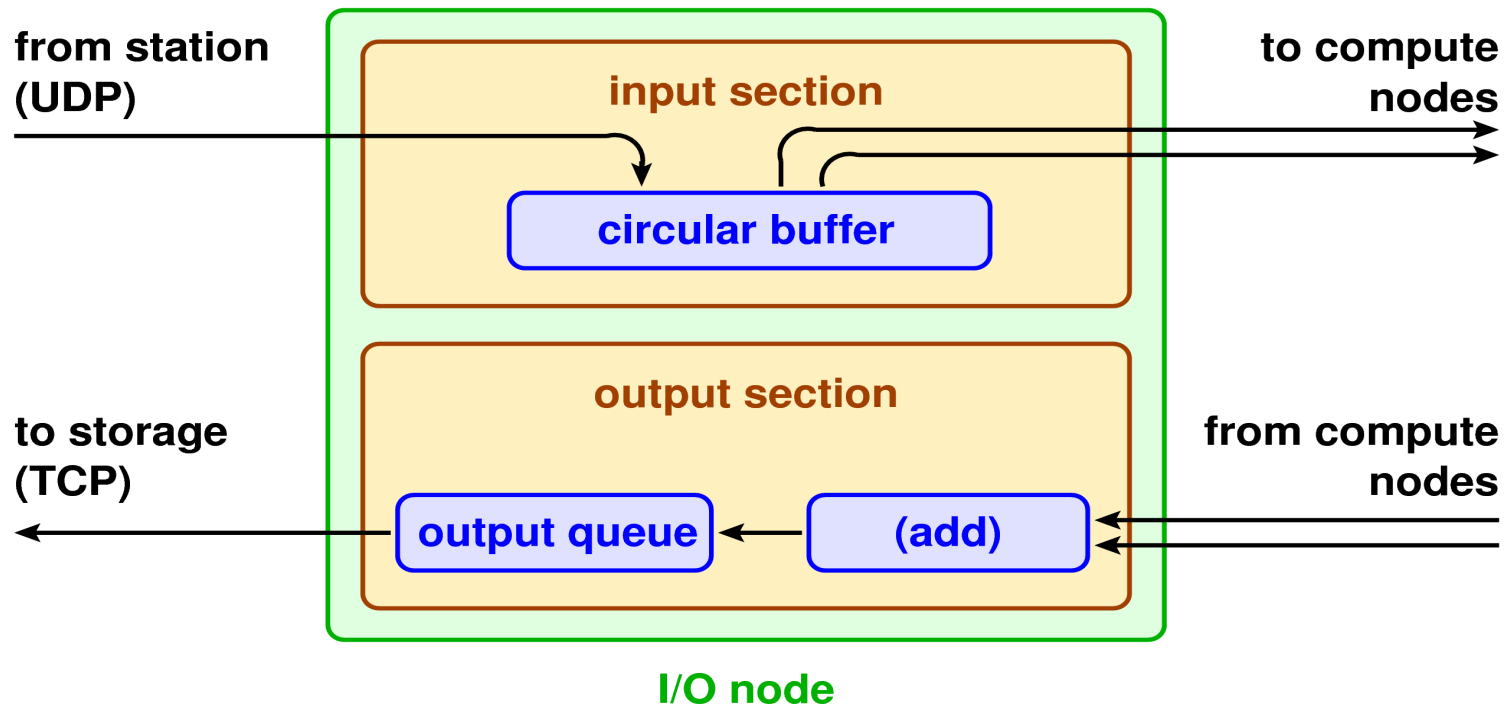 from station
(UDP)
to compute
nodes
input section
circular buffer
output section
to storage
(TCP)
from compute
nodes
output queue
(add)
I/O node